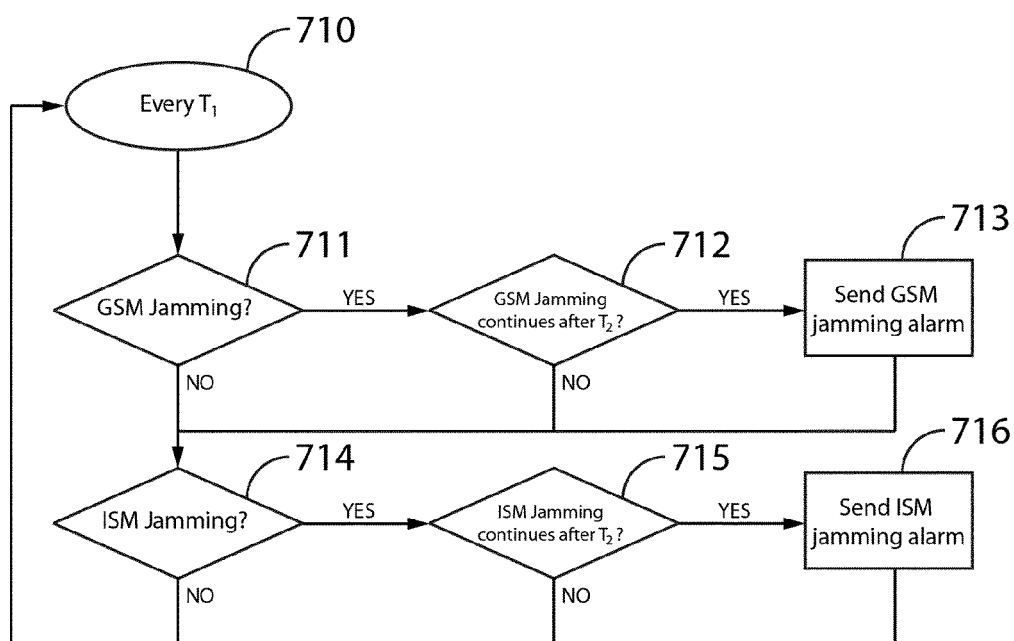 710
Every T₁
711
712
713
GSM Jamming?
YES
GSM Jamming
continues after T₂?
YES
Send GSM
jamming alarm
NO
NO
714
715
716
ISM Jamming?
YES
ISM Jamming
continues after T₂?
YES
Send ISM
jamming alarm
NO
NO